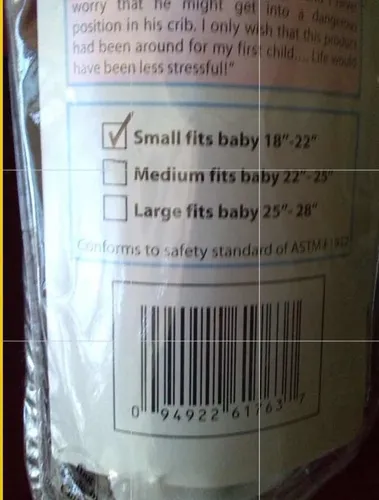 worry that he might get into a dangerous
position in his crib. I only wish that this product
had been around for my first child.... Life would
have been less stressful!"
Small fits baby 18"-22"
Medium fits baby 22"-25"
Large fits baby 25"-28"
Conforms to safety standard of ASTM
0 94922 61763 7